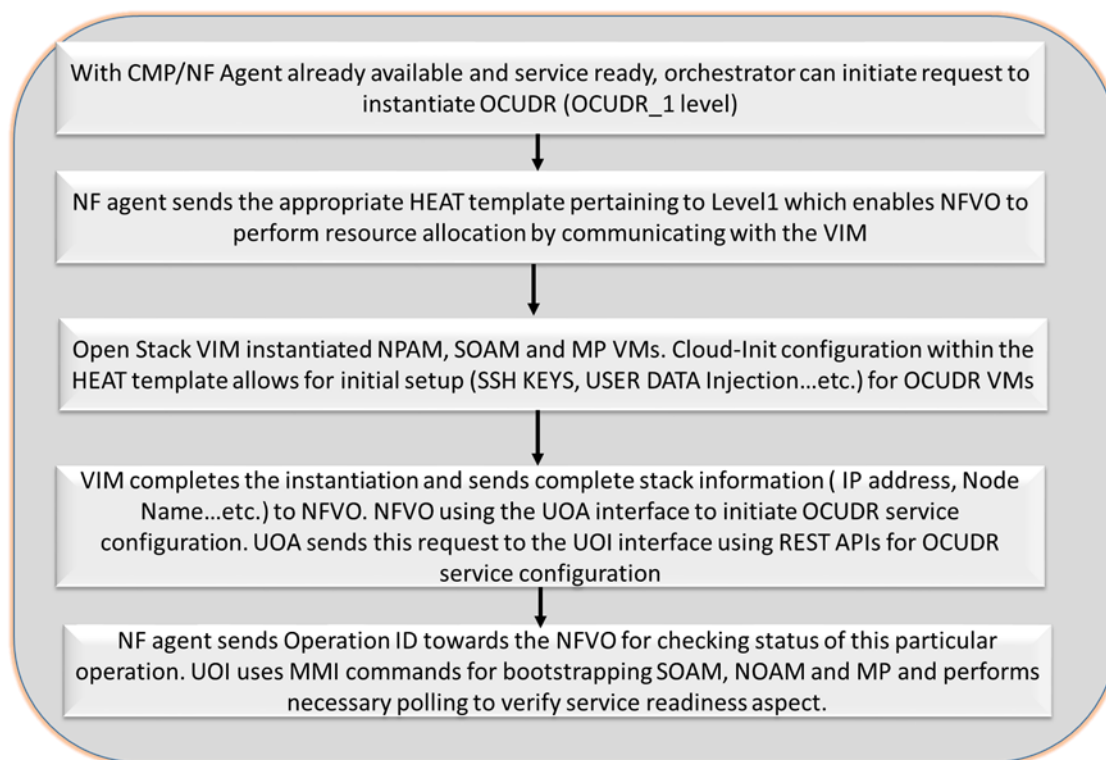 With CMP/NF Agent already available and service ready, orchestrator can initiate request to
instantiate OCUDR (OCUDR_1 level)
NF agent sends the appropriate HEAT template pertaining to Level1 which enables NFVO to
perform resource allocation by communicating with the VIM
Open Stack VIM instantiated NPAM, SOAM and MP VMs. Cloud-Init configuration within the
HEAT template allows for initial setup (SSH KEYS, USER DATA Injection...etc.) for OCUDR VMs
VIM completes the instantiation and sends complete stack information ( IP address, Node
Name...etc.) to NFVO. NFVO using the UOA interface to initiate OCUDR service
configuration. UOA sends this request to the UOI interface using REST APIs for OCUDR
service configuration
NF agent sends Operation ID towards the NFVO for checking status of this particular
operation. UOI uses MMI commands for bootstrapping SOAM, NOAM and MP and performs
necessary polling to verify service readiness aspect.